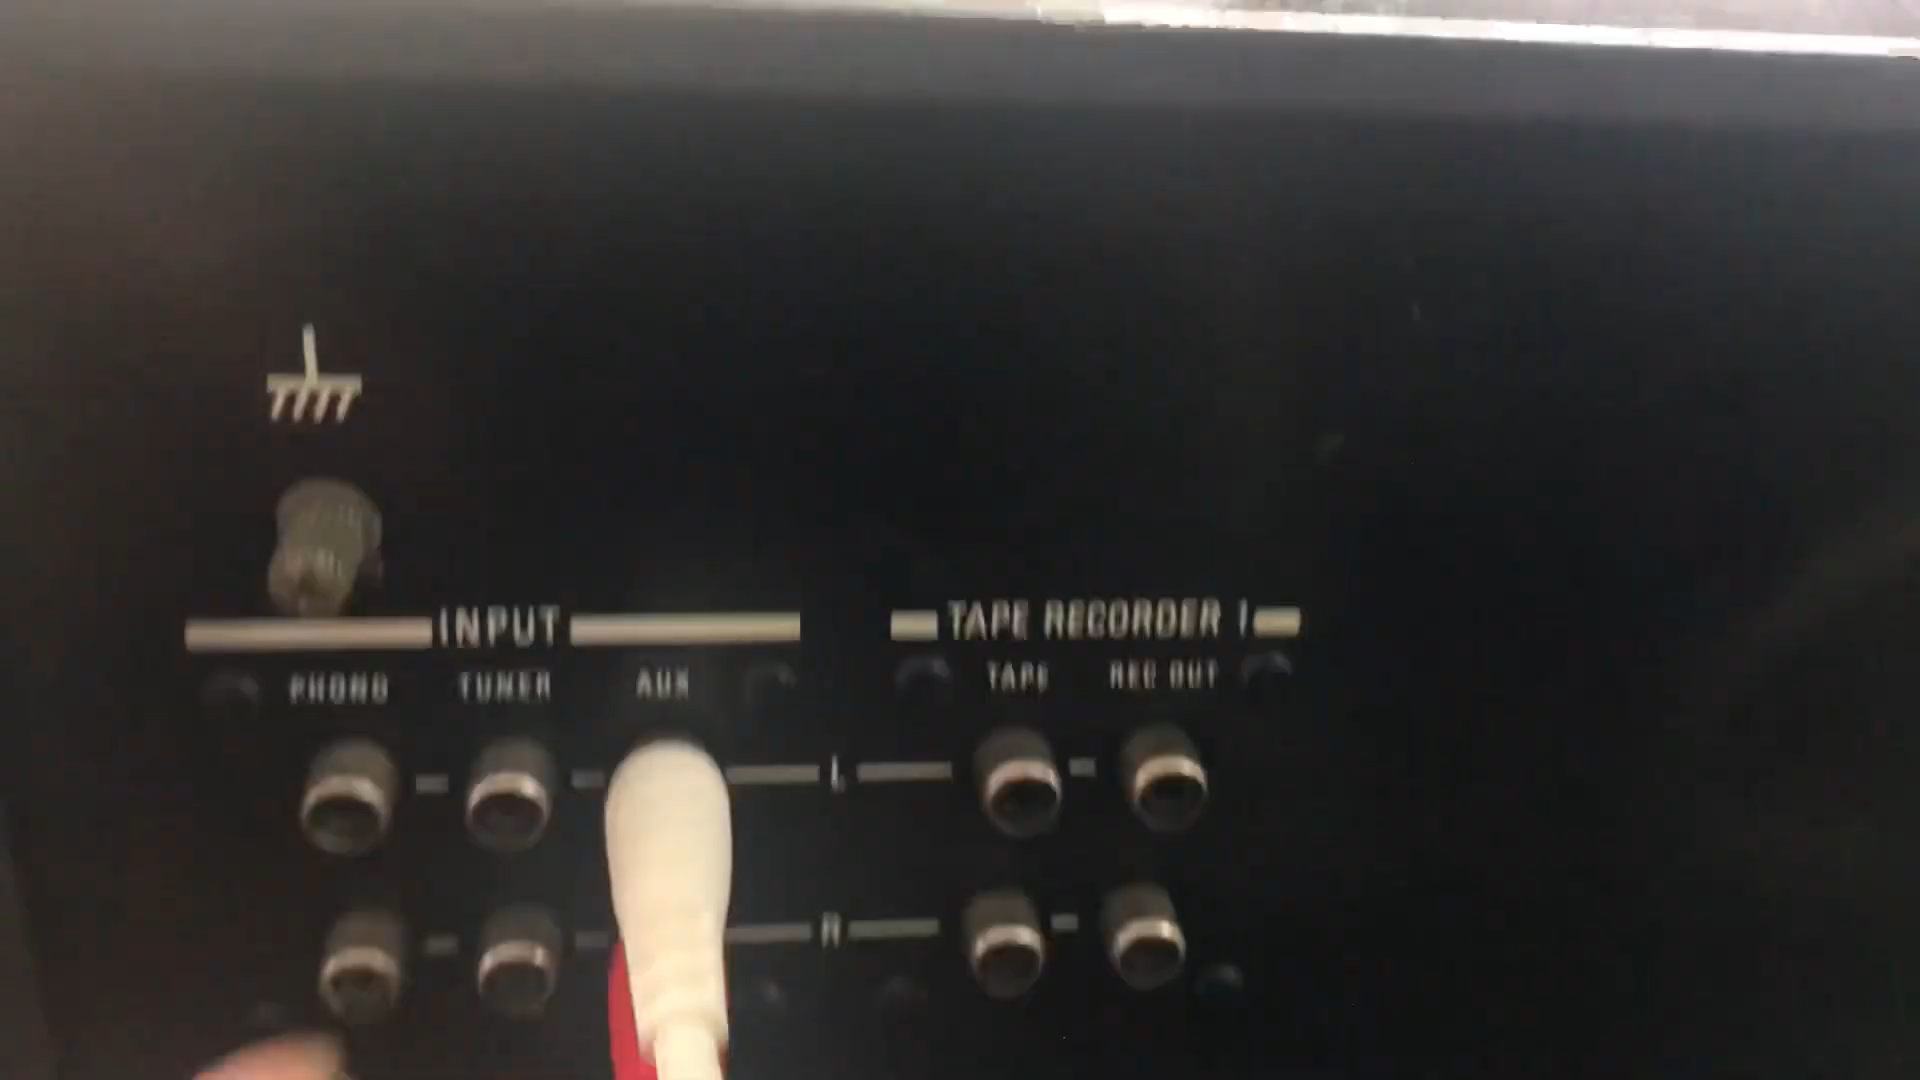 INPUT
TAPE RECORDER 1
PHONO TUNER AUX
TAPE REC OUT
L
R